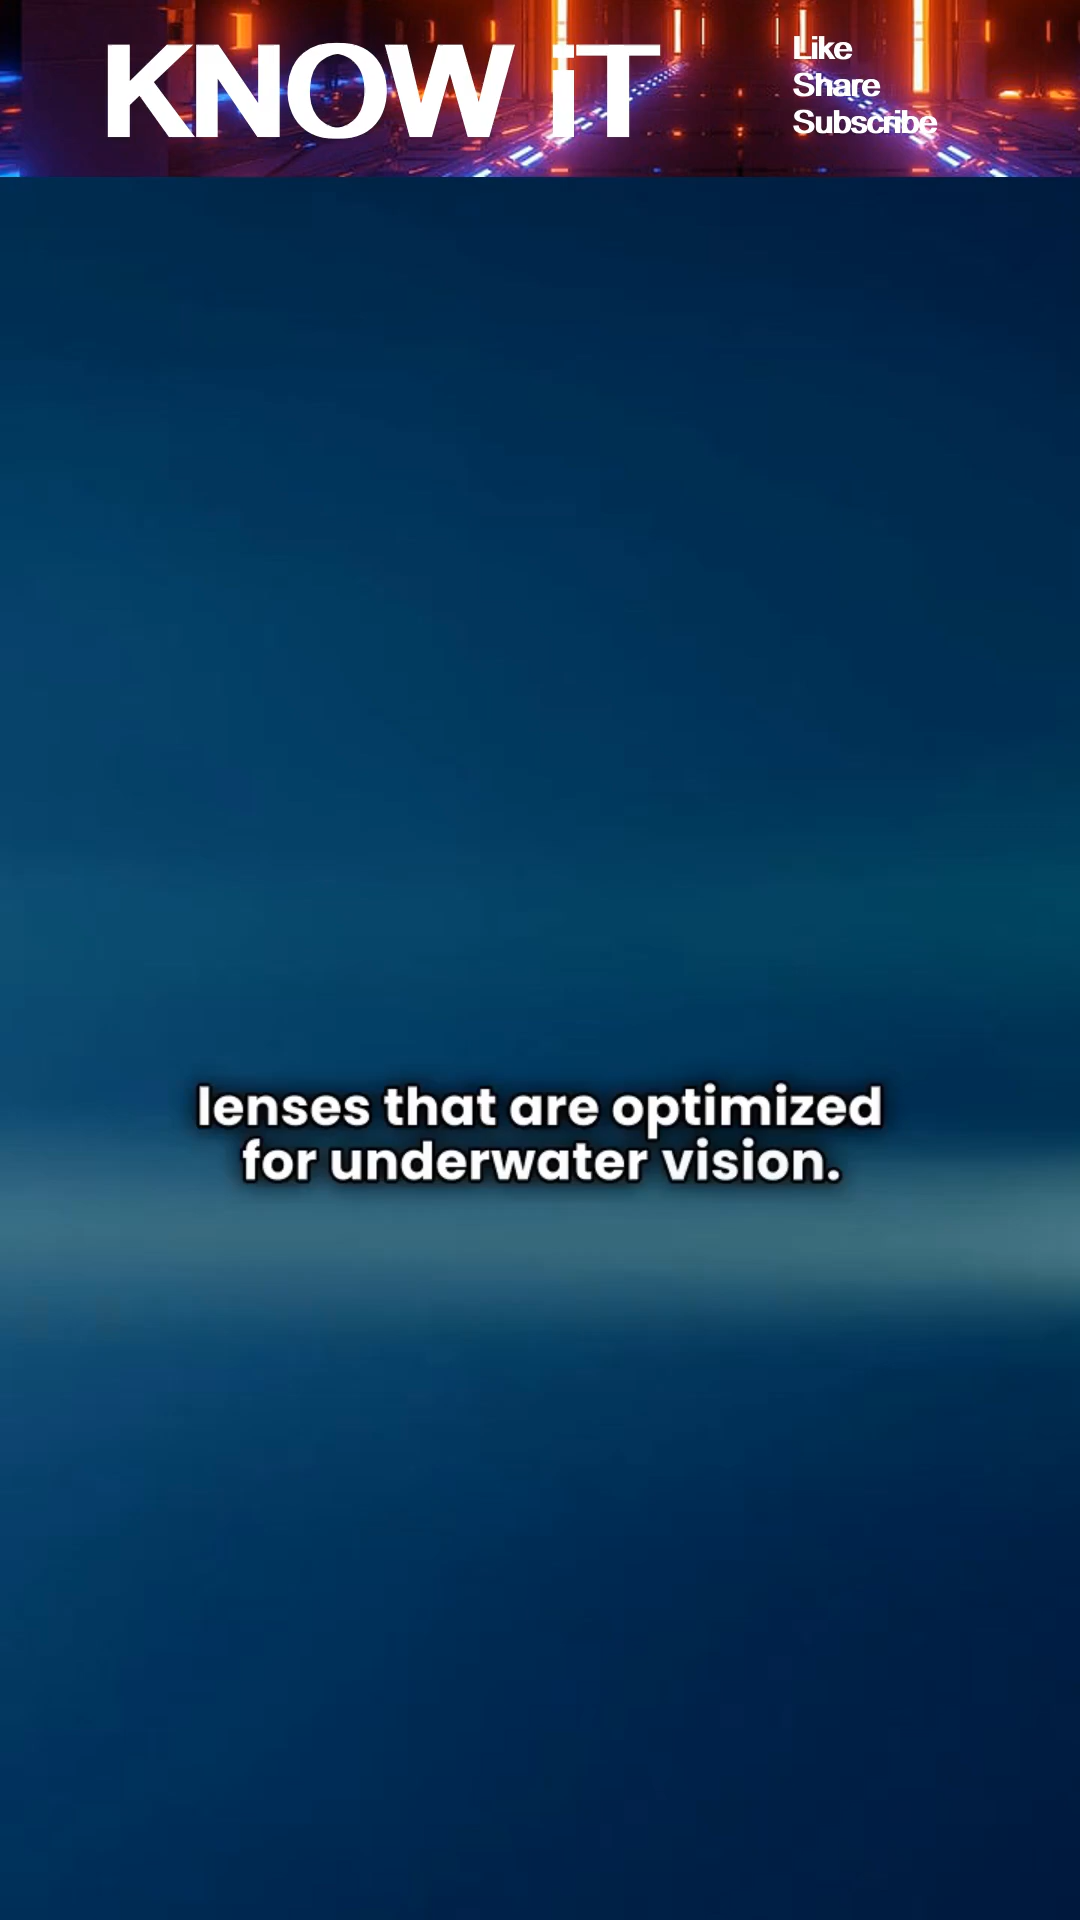 KNOW iT
Like
Share
Subscribe
lenses that are optimized
for underwater vision.